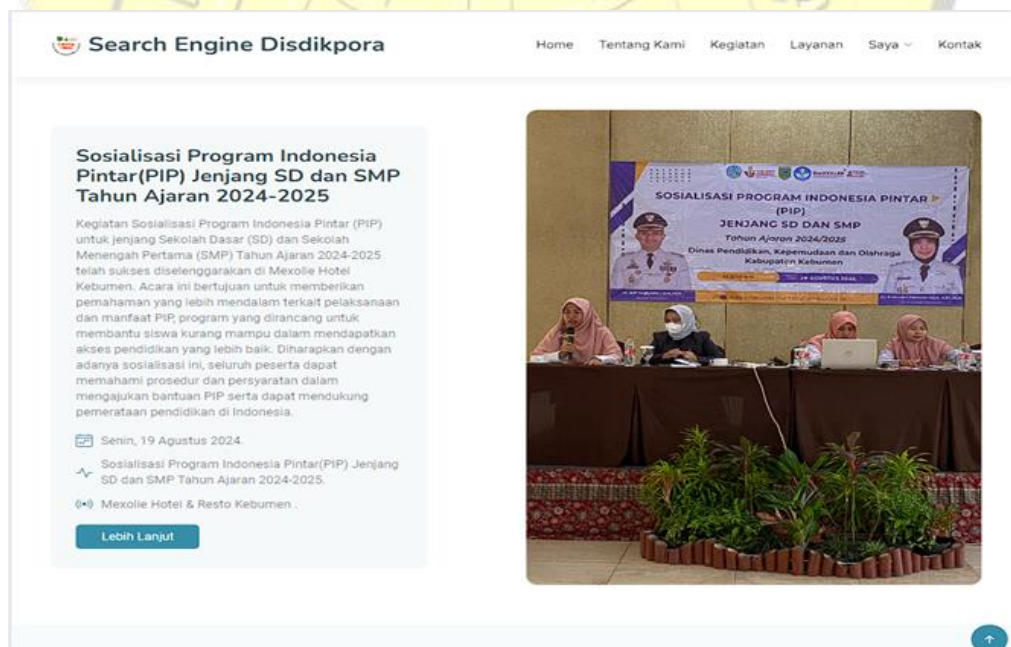 Search Engine Disdikpora
Home Tentang Kami Kegiatan Layanan Saya Kontak
Sosialisasi Program Indonesia
Pintar(PIP) Jenjang SD dan SMP
Tahun Ajaran 2024-2025
Kegiatan Sosialisasi Program Indonesia Pintar (PIP)
untuk jenjang Sekolah Dasar (SD) dan Sekolah
Menengah Pertama (SMP) Tahun Ajaran 2024-2025
telah sukses diselenggarakan di Mexolie Hotel
Kebumen. Acara ini bertujuan untuk memberikan
pemahaman yang lebih mendalam terkait pelaksanaan
dan manfaat PIP, program yang dirancang untuk
membantu siswa kurang mampu dalam mendapatkan
akses pendidikan yang lebih baik. Diharapkan dengan
adanya sosialisasi ini, seluruh peserta dapat
memahami prosedur dan persyaratan dalam
mengajukan bantuan PIP serta dapat mendukung
pemerataan pendidikan di Indonesia.
Senin, 19 Agustus 2024.
Sosialisasi Program Indonesia Pintar(PIP) Jenjang
SD dan SMP Tahun Ajaran 2024-2025.
Mexolie Hotel & Resto Kebumen .
Lebih Lanjut
SOSIALISASI PROGRAM INDONESIA PINTAR
(PIP)
JENJANG SD DAN SMP
Tahun Ajaran 2024/2025
Dinas Pendidikan, Kepemudaan dan Olahraga
Kabupaten Kebumen